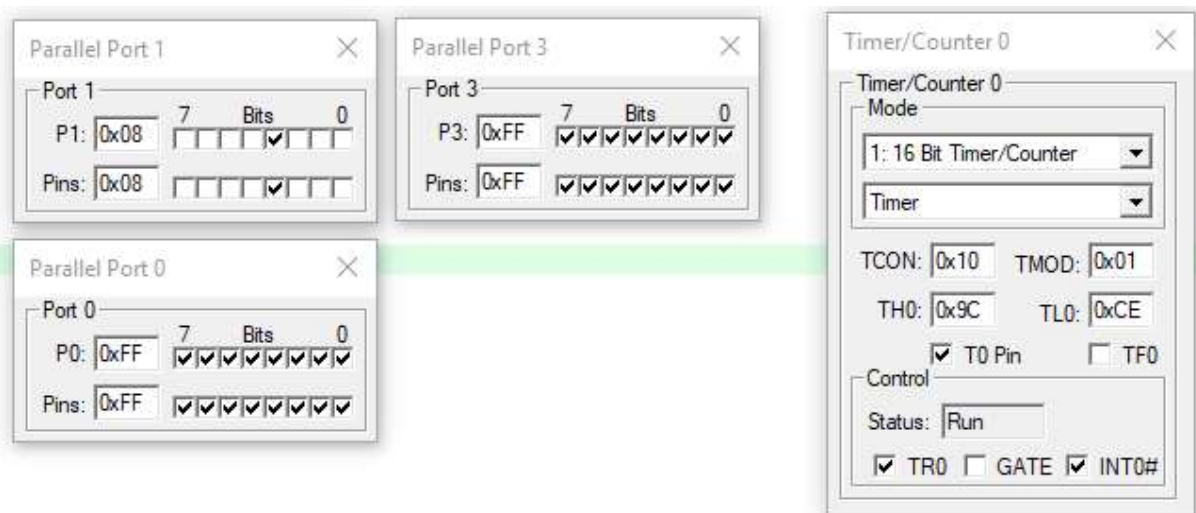 Parallel Port 1
Port 1
7 Bits 0
P1: 0x08
Pins: 0x08
Parallel Port 3
Port 3
7 Bits 0
P3: 0xFF
Pins: 0xFF
Parallel Port 0
Port 0
7 Bits 0
P0: 0xFF
Pins: 0xFF
Timer/Counter 0
Timer/Counter 0
Mode
1: 16 Bit Timer/Counter
Timer
TCON: 0x10 TMOD: 0x01
TH0: 0x9C TL0: 0xCE
T0 Pin TF0
Control
Status: Run
TR0 GATE INT0#